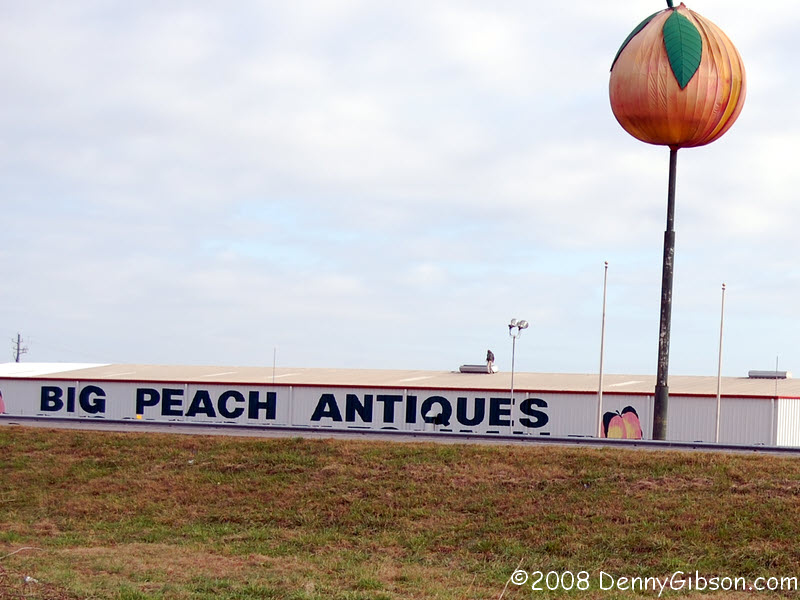 BIG PEACH ANTIQUES
©2008 DennyGibson.com